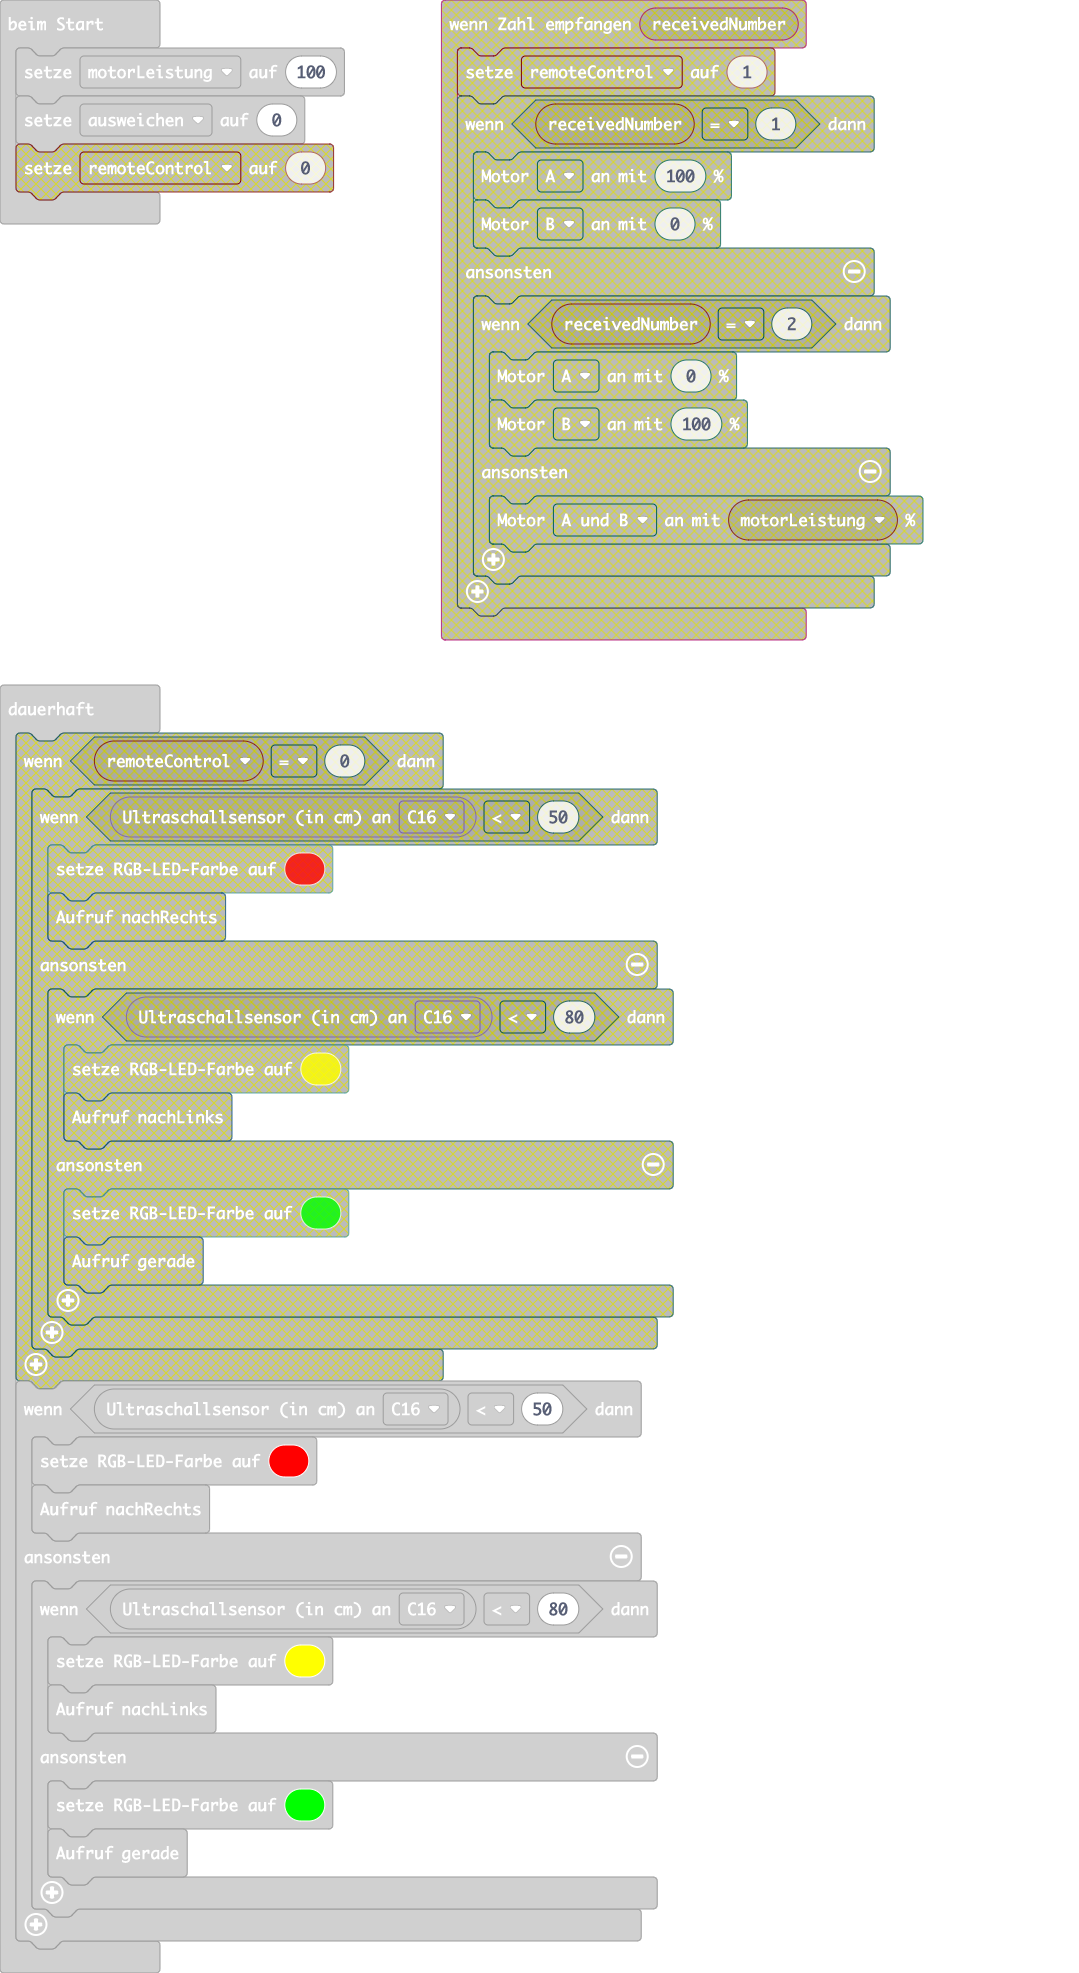 beim Start
setze motorLeistung auf 100
setze ausweichen auf 0
setze remoteControl auf 0
wenn Zahl empfangen receivedNumber
setze remoteControl auf 1
wenn receivedNumber = 1 dann
Motor A an mit 100 %
Motor B an mit 0 %
ansonsten
wenn receivedNumber = 2 dann
Motor A an mit 0 %
Motor B an mit 100 %
ansonsten
Motor A und B an mit motorLeistung %
dauerhaft
wenn remoteControl = 0 dann
wenn Ultraschallsensor (in cm) an C16 < 50 dann
setze RGB-LED-Farbe auf
Aufruf nachRechts
ansonsten
wenn Ultraschallsensor (in cm) an C16 < 80 dann
setze RGB-LED-Farbe auf
Aufruf nachLinks
ansonsten
setze RGB-LED-Farbe auf
Aufruf gerade
wenn Ultraschallsensor (in cm) an C16 < 50 dann
setze RGB-LED-Farbe auf
Aufruf nachRechts
ansonsten
wenn Ultraschallsensor (in cm) an C16 < 80 dann
setze RGB-LED-Farbe auf
Aufruf nachLinks
ansonsten
setze RGB-LED-Farbe auf
Aufruf gerade